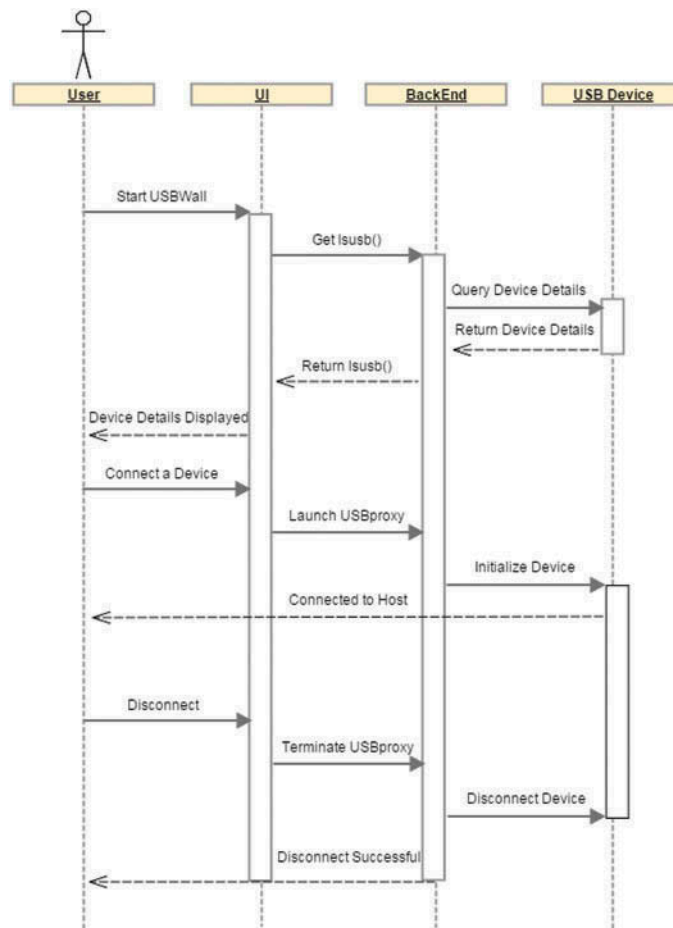 User
UI
BackEnd
USB Device
Start USBWall
Get lsusb()
Query Device Details
Return Device Details
Return lsusb()
Device Details Displayed
Connect a Device
Launch USBproxy
Initialize Device
Connected to Host
Disconnect
Terminate USBproxy
Disconnect Device
Disconnect Successful